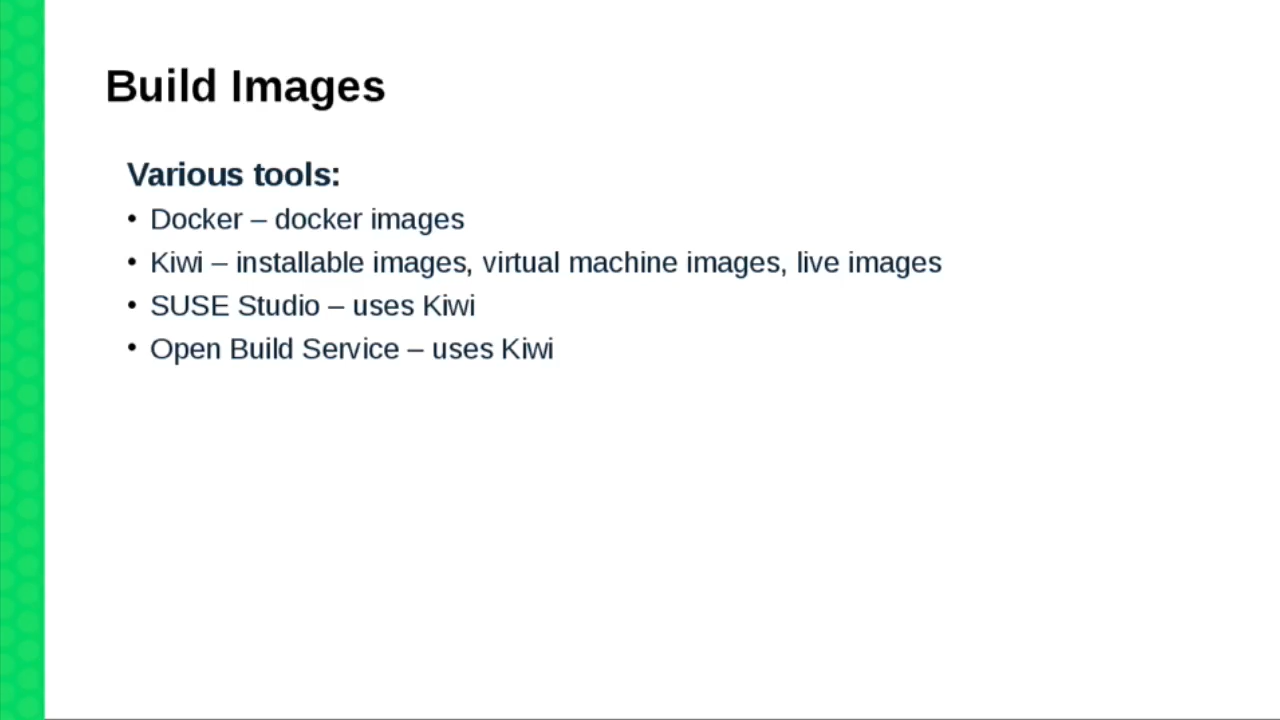 Build Images
Various tools:
• Docker – docker images
• Kiwi – installable images, virtual machine images, live images
• SUSE Studio – uses Kiwi
• Open Build Service – uses Kiwi